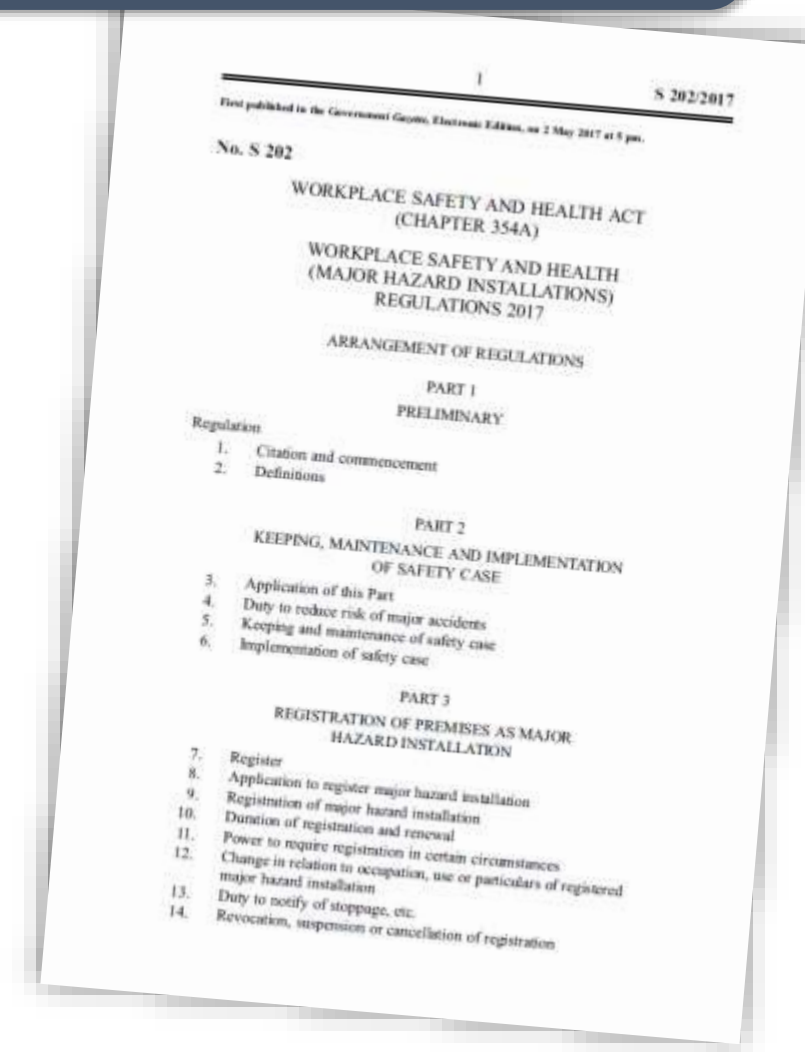 1
S 202/2017
First published in the Government Gazette, Electronic Edition, on 2 May 2017 at 5 pm.
No. S 202
WORKPLACE SAFETY AND HEALTH ACT
(CHAPTER 354A)
WORKPLACE SAFETY AND HEALTH
(MAJOR HAZARD INSTALLATIONS)
REGULATIONS 2017
ARRANGEMENT OF REGULATIONS
PART 1
PRELIMINARY
Regulation
1. Citation and commencement
2. Definitions
PART 2
KEEPING, MAINTENANCE AND IMPLEMENTATION
OF SAFETY CASE
3. Application of this Part
4. Duty to reduce risk of major accidents
5. Keeping and maintenance of safety case
6. Implementation of safety case
PART 3
REGISTRATION OF PREMISES AS MAJOR
HAZARD INSTALLATION
7. Register
8. Application to register major hazard installation
9. Registration of major hazard installation
10. Duration of registration and renewal
11. Power to require registration in certain circumstances
12. Change in relation to occupation, use or particulars of registered
major hazard installation
13. Duty to notify of stoppage, etc.
14. Revocation, suspension or cancellation of registration